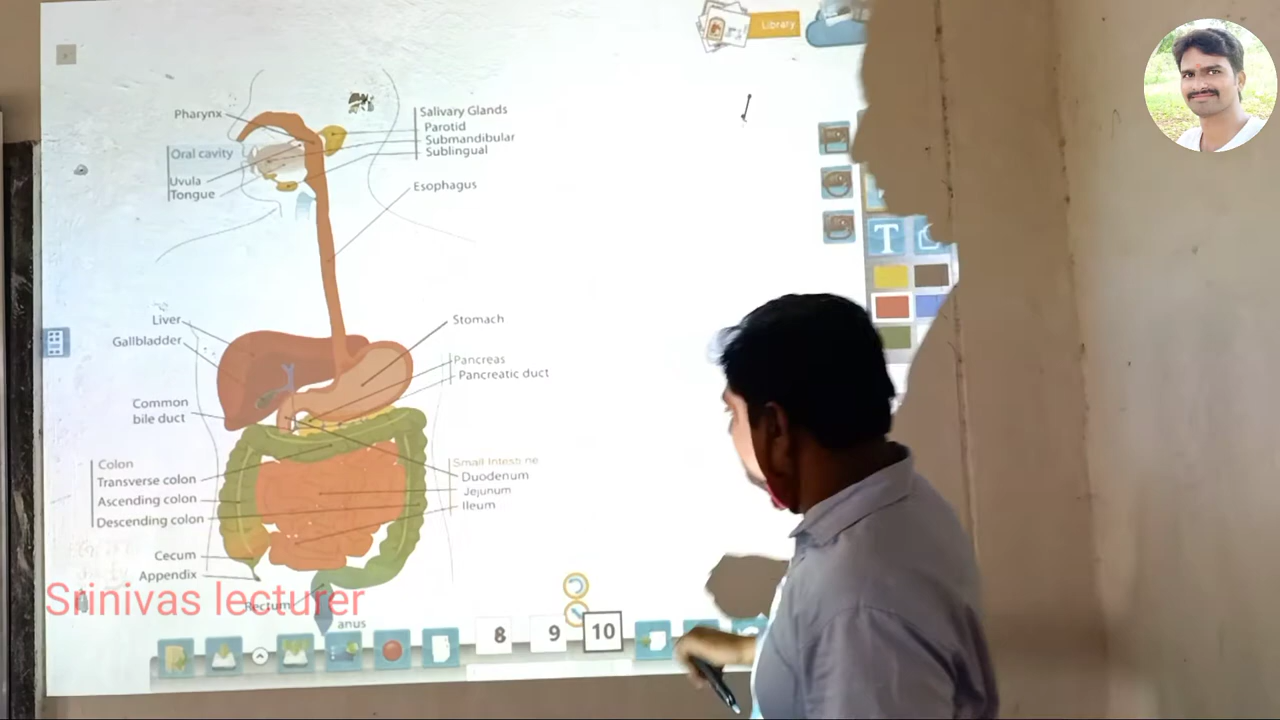 Library
Pharynx
Salivary Glands
Parotid
Submandibular
Sublingual
Oral cavity
Uvula
Tongue
Esophagus
T
Liver
Gallbladder
Stomach
Pancreas
Pancreatic duct
Common
bile duct
Colon
Transverse colon
Ascending colon
Descending colon
Small Intestine
Duodenum
Jejunum
Ileum
Cecum
Appendix
Rectum
anus
Srinivas lecturer
8 9 10